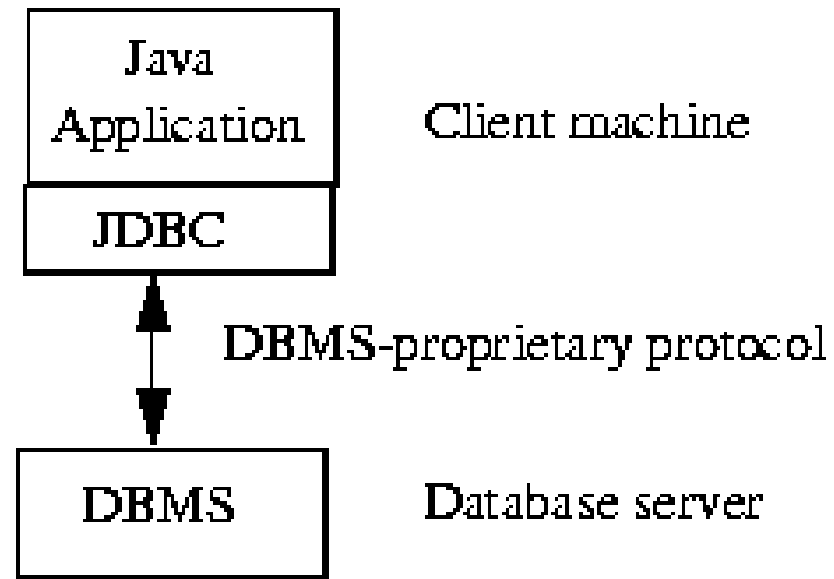 Java
Application
Client machine
JDBC
DBMS-proprietary protocol
DBMS
Database server